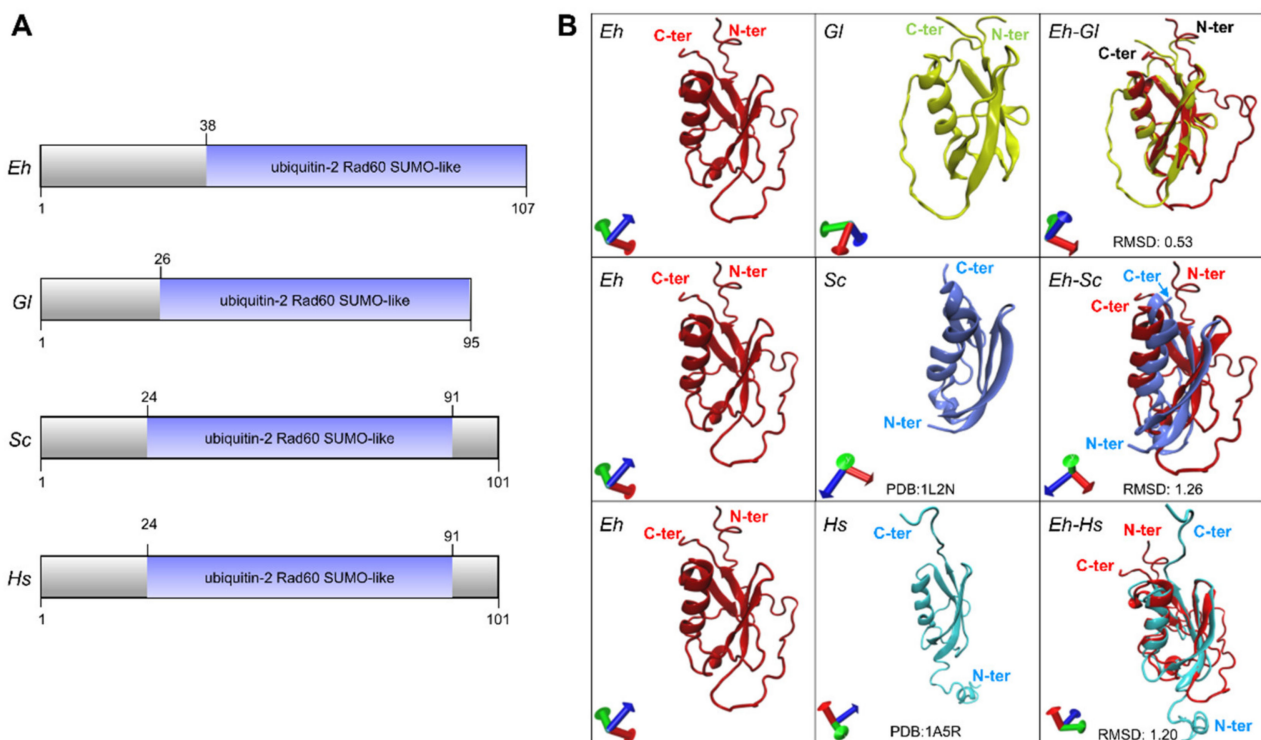 A
38
Eh
ubiquitin-2 Rad60 SUMO-like
1
107
26
Gl
ubiquitin-2 Rad60 SUMO-like
1
95
24
91
Sc
ubiquitin-2 Rad60 SUMO-like
1
101
24
91
Hs
ubiquitin-2 Rad60 SUMO-like
1
101
B
Eh
N-ter
C-ter
Gl
C-ter
N-ter
Eh-Gl
N-ter
C-ter
RMSD: 0.53
Eh
N-ter
C-ter
Sc
C-ter
N-ter
PDB:1L2N
Eh-Sc
C-ter
N-ter
C-ter
N-ter
RMSD: 1.26
Eh
N-ter
C-ter
Hs
C-ter
N-ter
PDB:1A5R
Eh-Hs
N-ter
C-ter
C-ter
N-ter
RMSD: 1.20